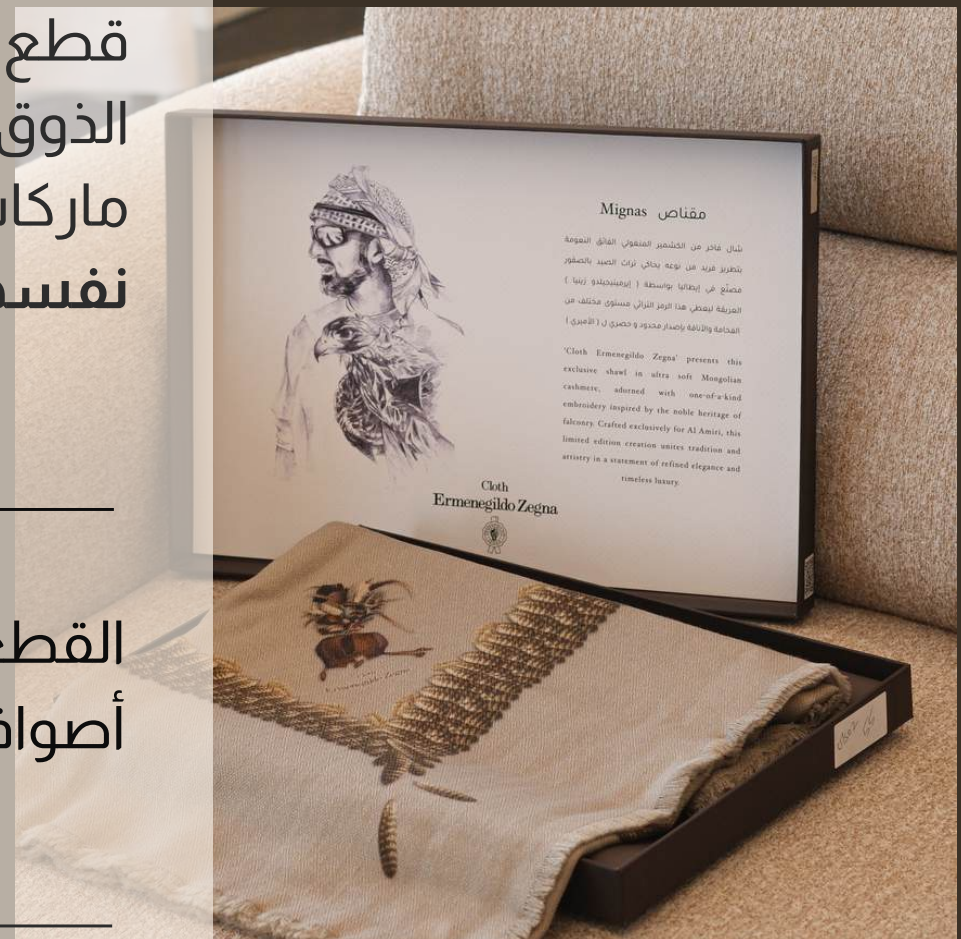 قطع
الذوق
نفس
القطع
مقناص Mignas
شال فاخر من الكشمير المنغولي الفائق النعومة
بتطريز فريد من نوعه يحاكي تراث الصيد بالصقور
مصنّع في إيطاليا بواسطة ( إيرمينيجيلدو زينيا )
العريقة ليعطي هذا الرمز التراثي مستوى مختلف من
الفخامة والأناقة بإصدار محدود و حصري ل ( الأميري )
'Cloth Ermenegildo Zegna' presents this
exclusive shawl in ultra soft Mongolian
cashmere, adorned with one-of-a-kind
embroidery inspired by the noble heritage of
falconry. Crafted exclusively for Al Amiri, this
limited edition creation unites tradition and
artistry in a statement of refined elegance and
timeless luxury.
Cloth
Ermenegildo Zegna
Ermenegildo Zegna